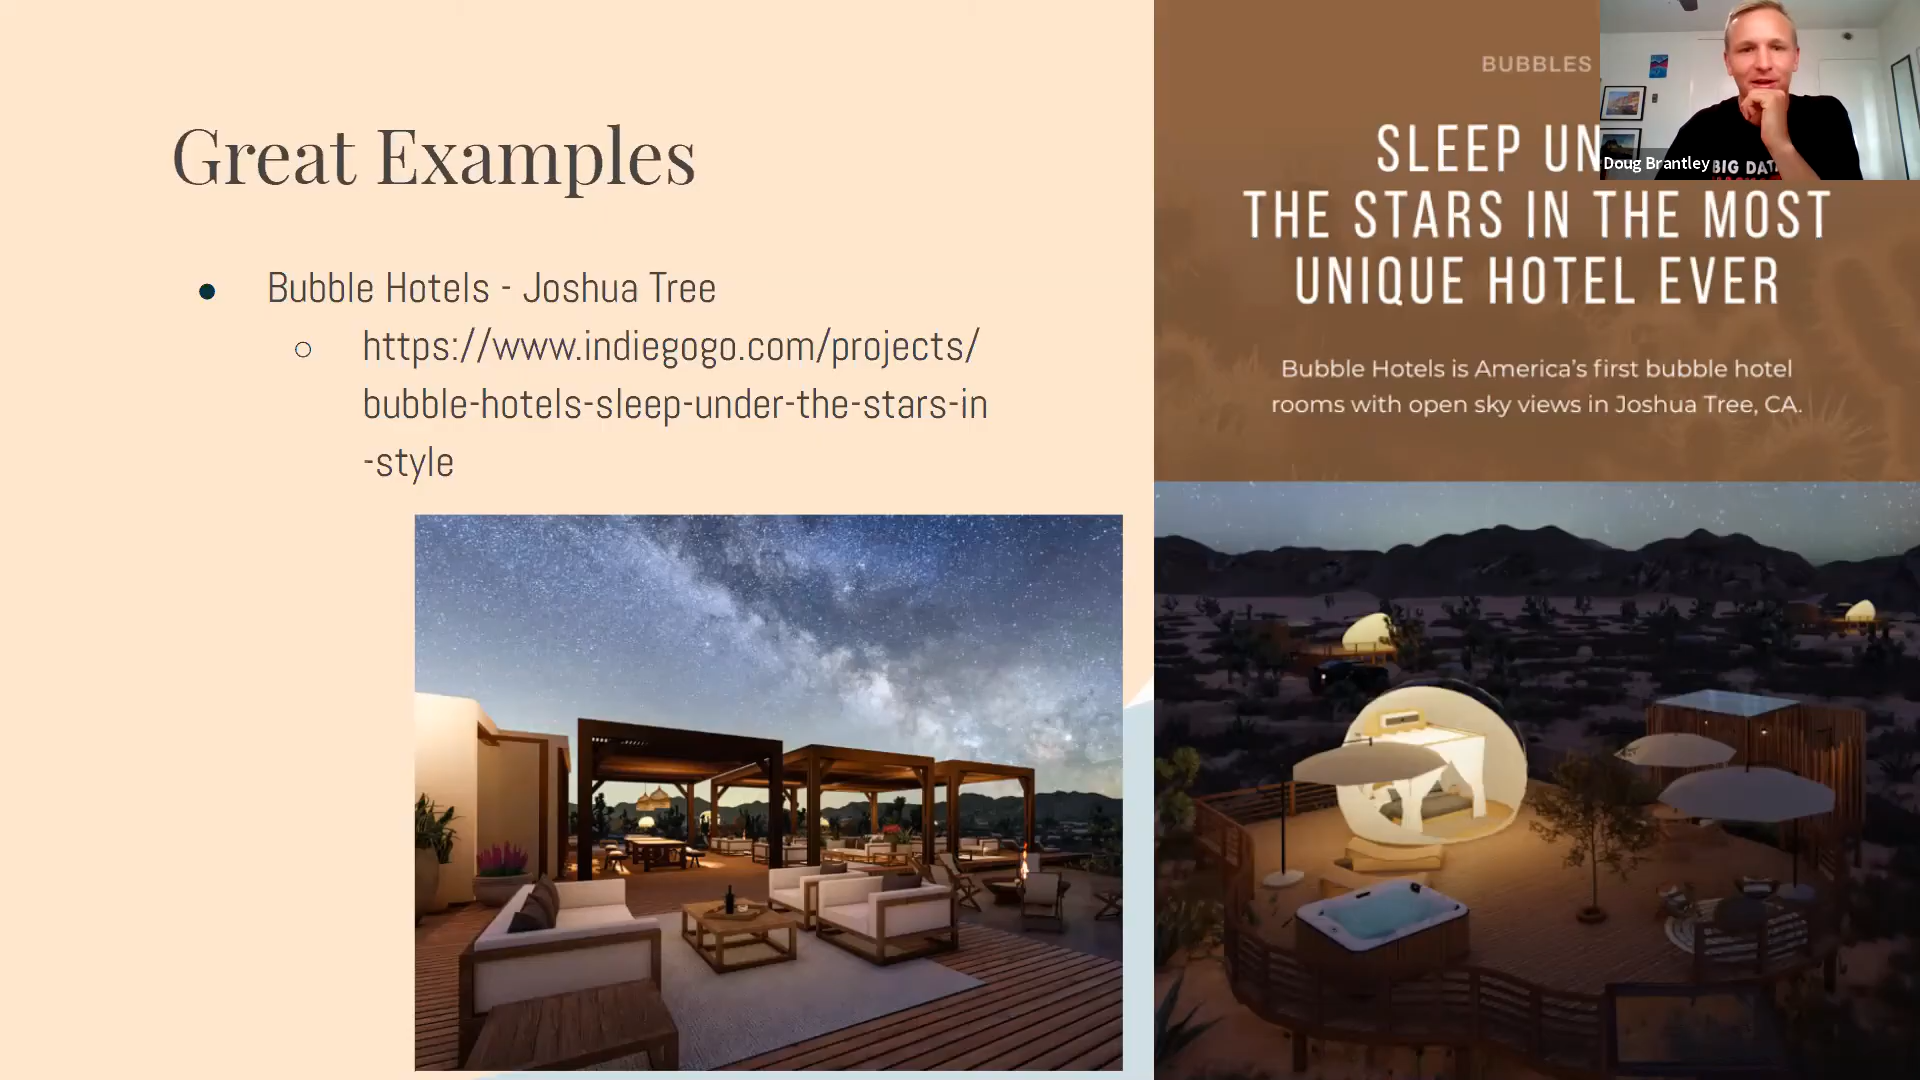 Great Examples
Bubble Hotels - Joshua Tree
https://www.indiegogo.com/projects/
bubble-hotels-sleep-under-the-stars-in
-style
BUBBLES
SLEEP UN
THE STARS IN THE MOST
UNIQUE HOTEL EVER
Bubble Hotels is America’s first bubble hotel
rooms with open sky views in Joshua Tree, CA.
Doug Brantley
BIG DATA